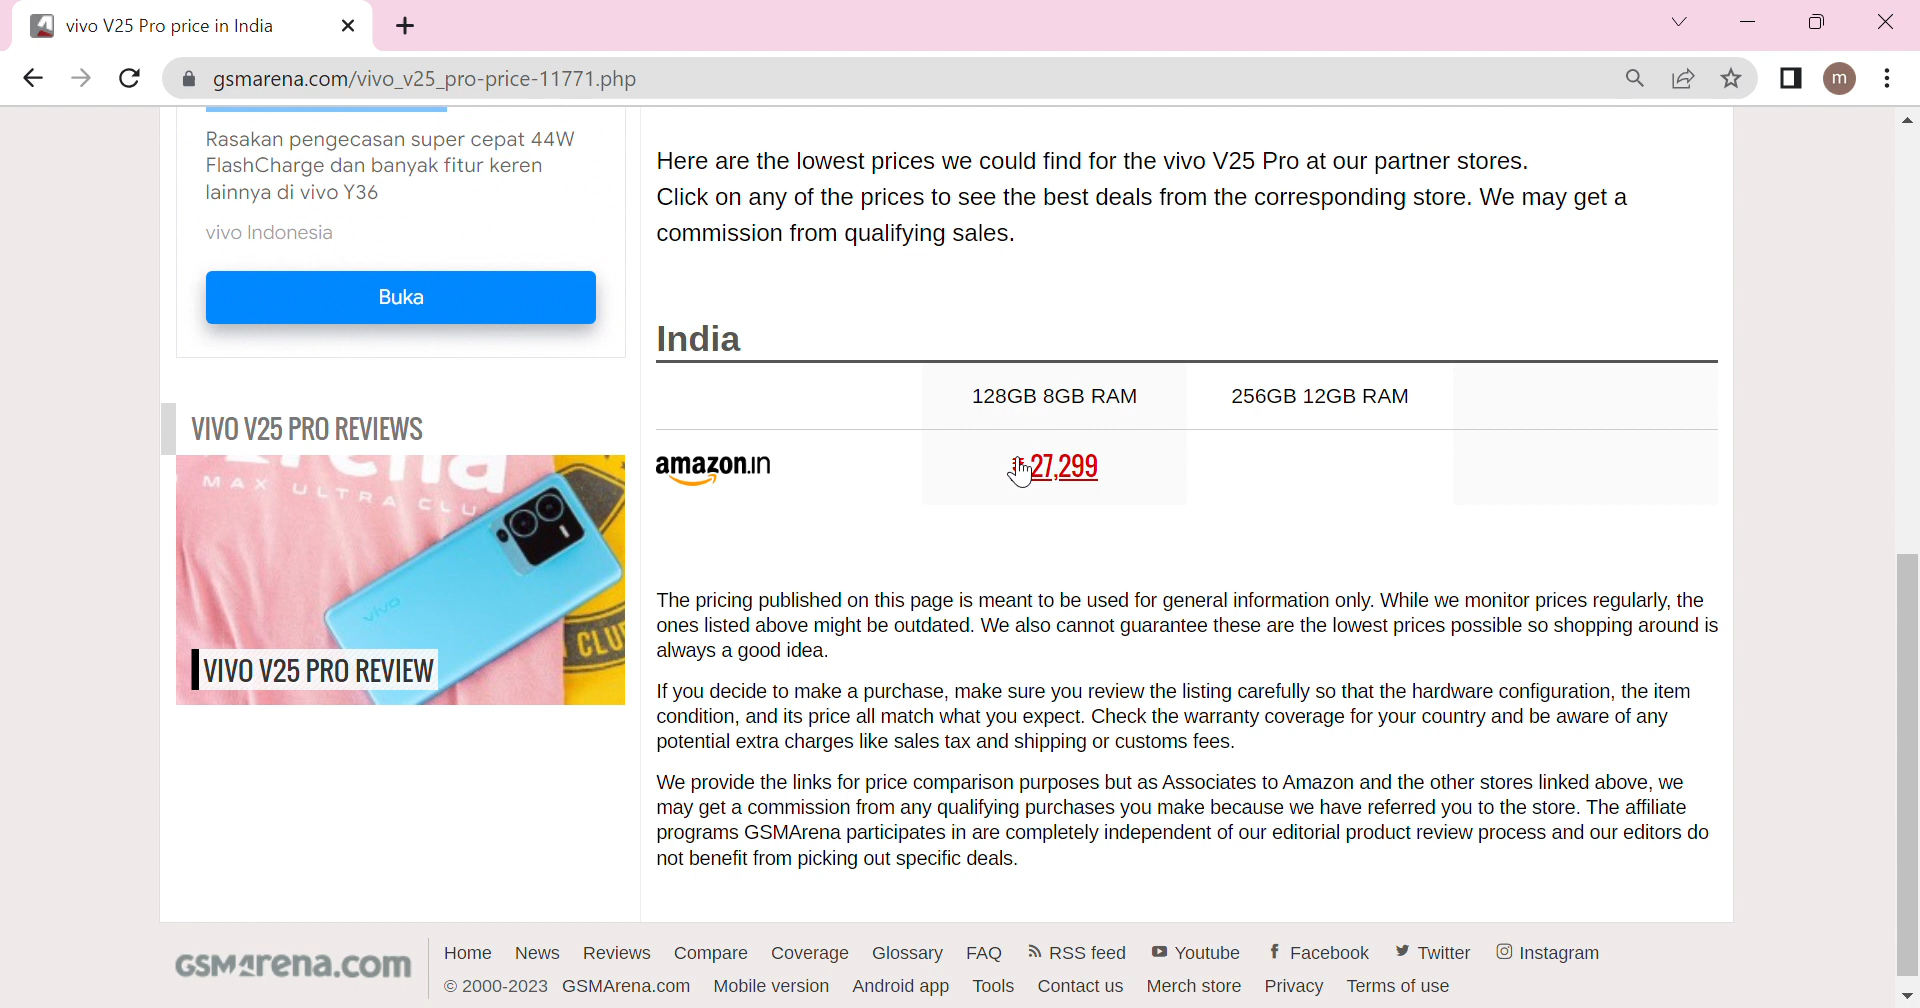 vivo V25 Pro price in India
gsmarena.com/vivo_v25_pro-price-11771.php
m
Rasakan pengecasan super cepat 44W
FlashCharge dan banyak fitur keren
lainnya di vivo Y36
vivo Indonesia
Buka
VIVO V25 PRO REVIEWS
MAX ULTRA CLU
vivo
CLU
VIVO V25 PRO REVIEW
Here are the lowest prices we could find for the vivo V25 Pro at our partner stores.
Click on any of the prices to see the best deals from the corresponding store. We may get a
commission from qualifying sales.
India
128GB 8GB RAM 256GB 12GB RAM
amazon.in 27,299
The pricing published on this page is meant to be used for general information only. While we monitor prices regularly, the
ones listed above might be outdated. We also cannot guarantee these are the lowest prices possible so shopping around is
always a good idea.
If you decide to make a purchase, make sure you review the listing carefully so that the hardware configuration, the item
condition, and its price all match what you expect. Check the warranty coverage for your country and be aware of any
potential extra charges like sales tax and shipping or customs fees.
We provide the links for price comparison purposes but as Associates to Amazon and the other stores linked above, we
may get a commission from any qualifying purchases you make because we have referred you to the store. The affiliate
programs GSMArena participates in are completely independent of our editorial product review process and our editors do
not benefit from picking out specific deals.
GSMArena.com
Home News Reviews Compare Coverage Glossary FAQ RSS feed Youtube Facebook Twitter Instagram
© 2000-2023 GSMArena.com Mobile version Android app Tools Contact us Merch store Privacy Terms of use